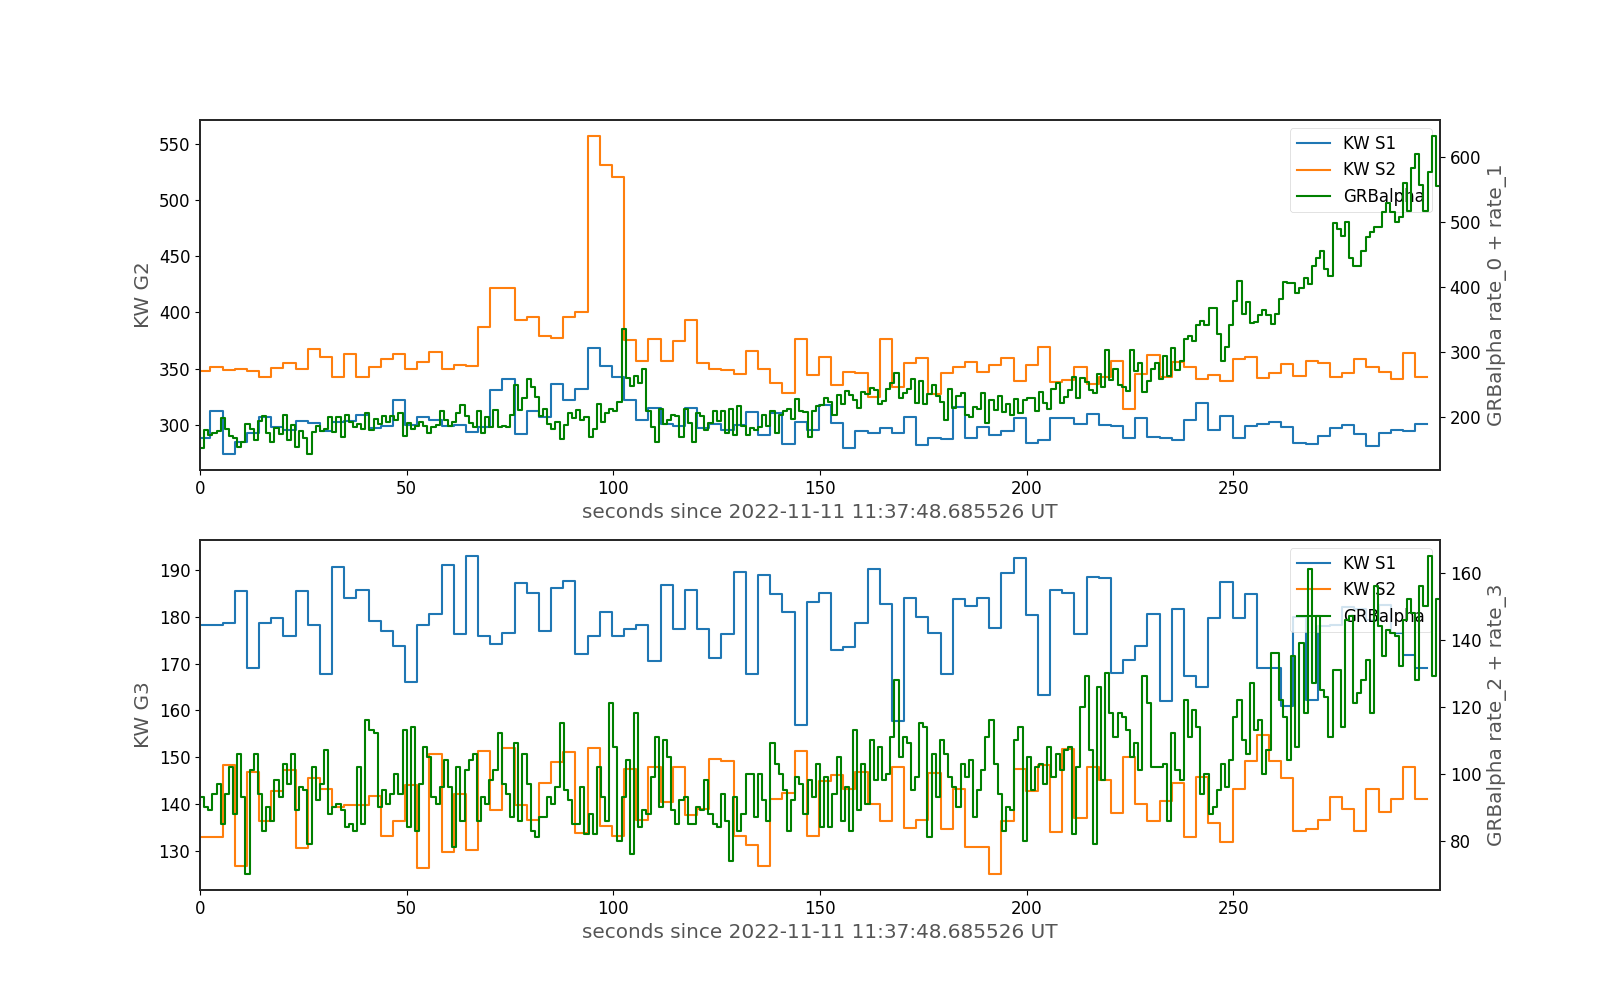 550
500
450
400
350
300
KW G2
KW S1
KW S2
GRBalpha
600
500
400
300
200
GRBalpha rate_0 + rate_1
0
50
100
150
200
250
seconds since 2022-11-11 11:37:48.685526 UT
190
180
170
160
150
140
130
KW G3
KW S1
KW S2
GRBalpha
160
140
120
100
80
GRBalpha rate_2 + rate_3
0
50
100
150
200
250
seconds since 2022-11-11 11:37:48.685526 UT